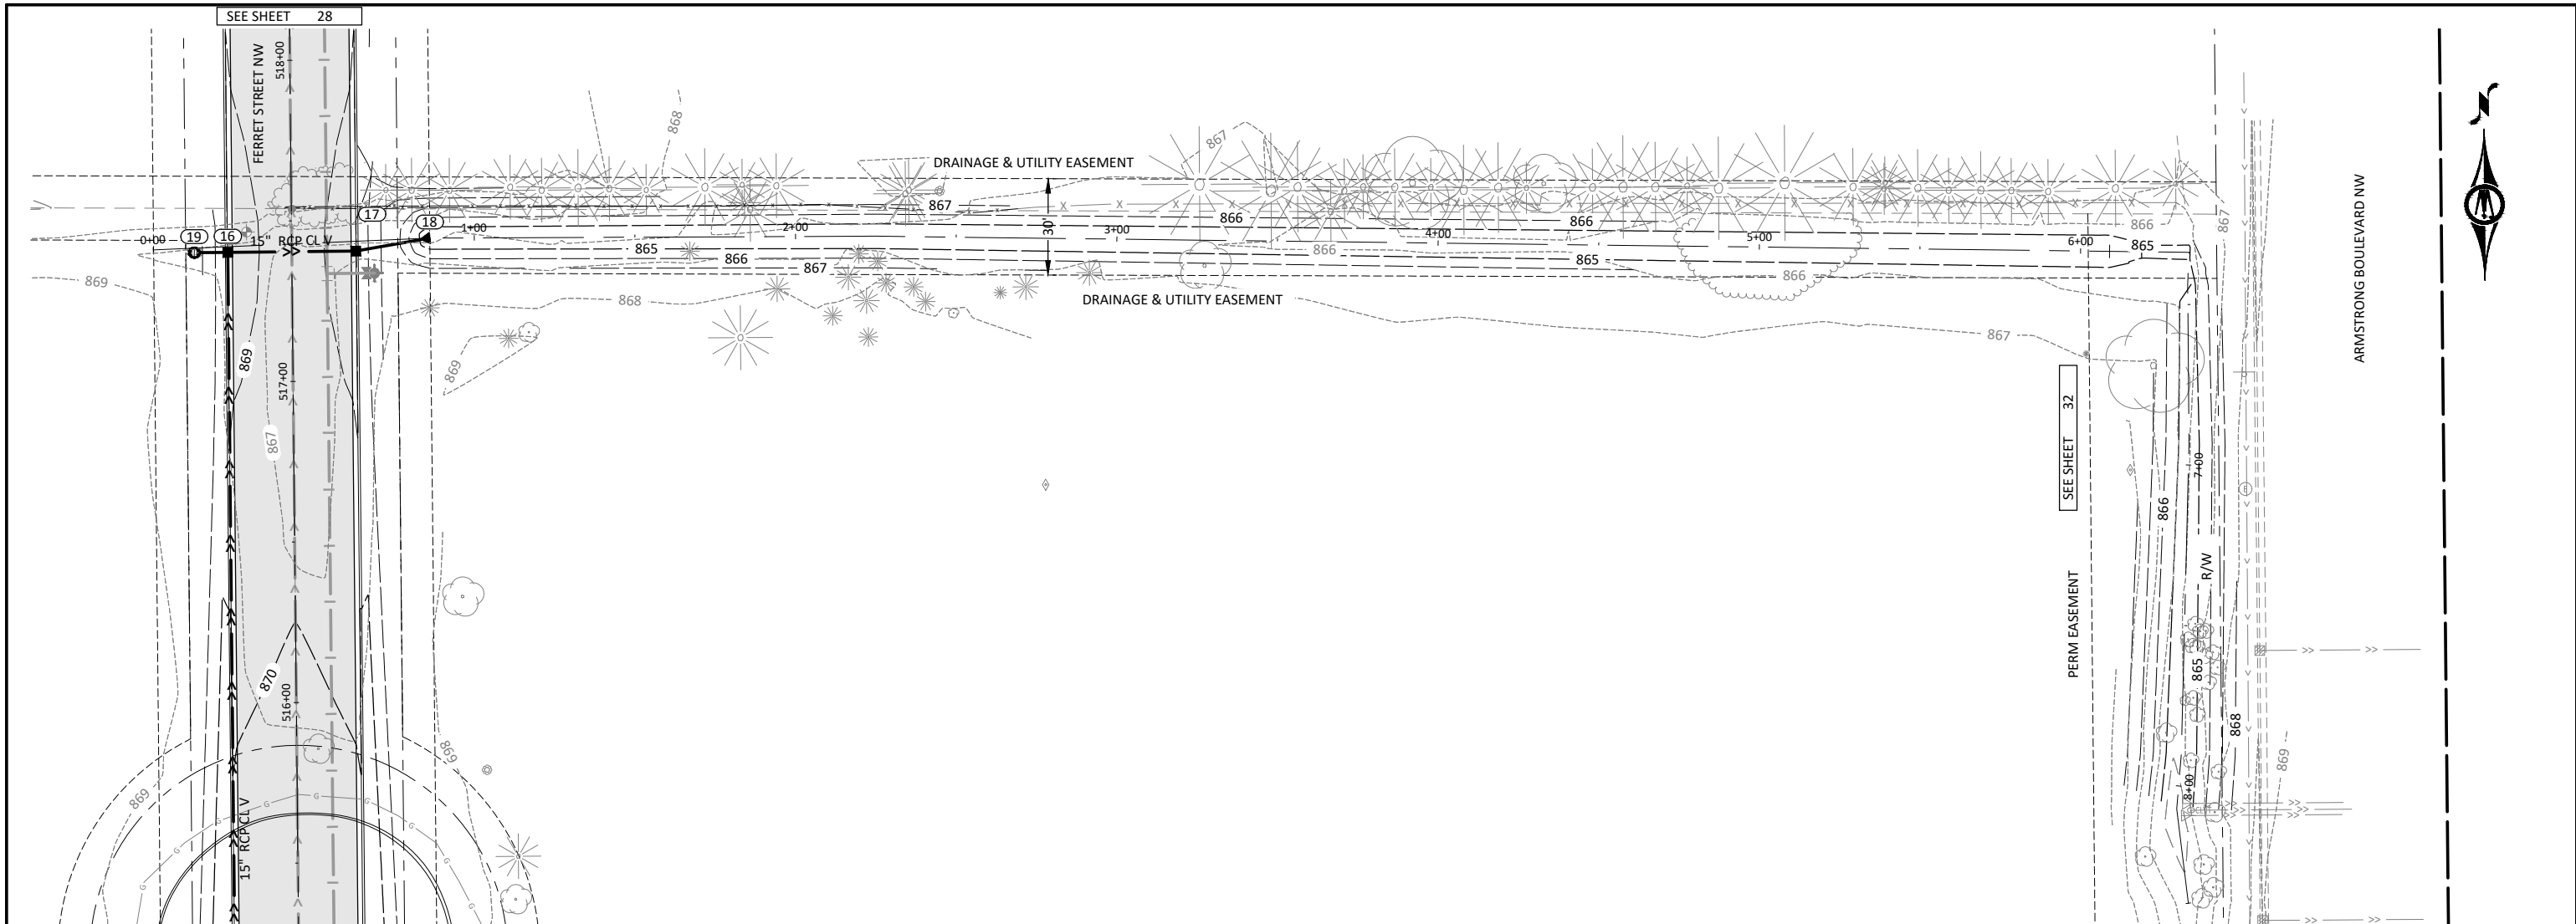 SEE SHEET 28
FERRET STREET NW
518+00
868
867
DRAINAGE & UTILITY EASEMENT
ARMSTRONG BOULEVARD NW
N
17
18
867
866
866
866
867
0+00
19
16
15" RCP CL V
1+00
2+00
30'
3+00
4+00
5+00
6+00
865
865
866
867
866
865
866
869
868
DRAINAGE & UTILITY EASEMENT
867
869
869
517+00
867
SEE SHEET 32
7+00
866
E
R/W
PERM EASEMENT
870
516+00
865
868
869
869
869
8+00
15" RCP CL V
G
G
G
G
G
G
G
G